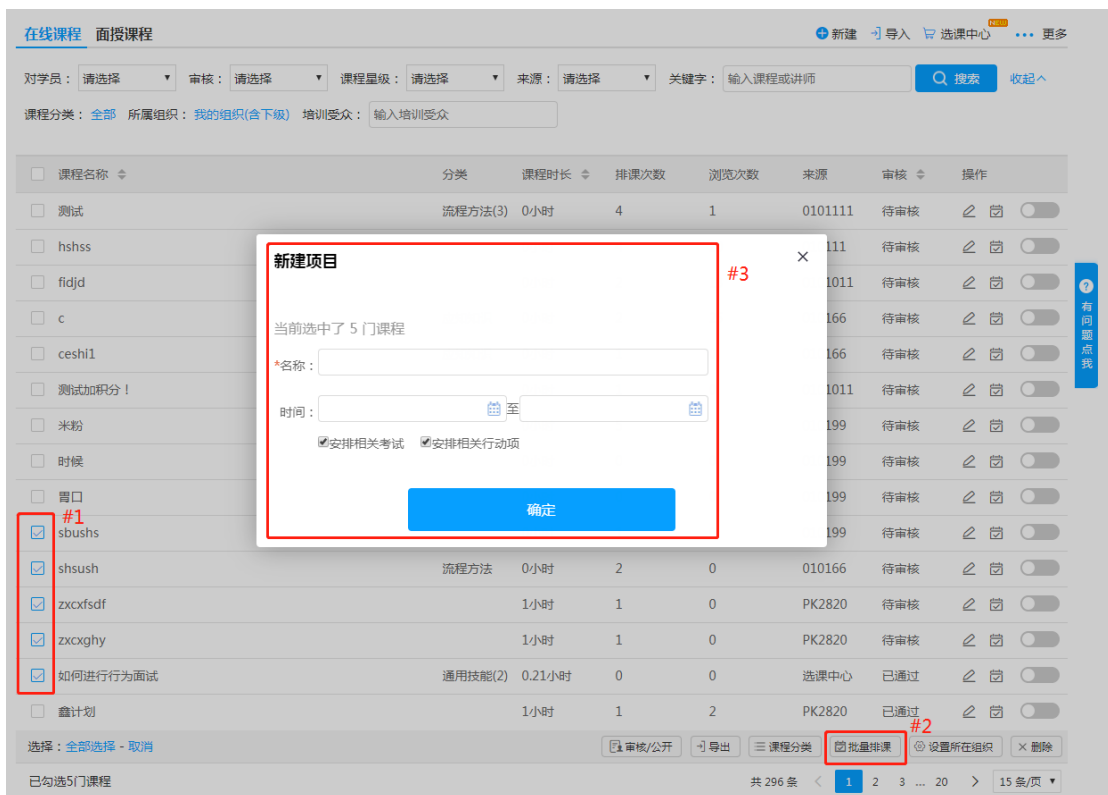 在线课程 面授课程 新建 导入 选课中心 NEW 更多
对学员： 请选择 审核： 请选择 课程星级： 请选择 来源： 请选择 关键字： 输入课程或讲师 搜索 收起
课程分类： 全部 所属组织： 我的组织(含下级) 培训受众： 输入培训受众
课程名称 分类 课程时长 排课次数 浏览次数 来源 审核 操作
测试 流程方法(3) 0小时 4 1 0101111 待审核
hshss 111 待审核
fidjd 1011 待审核
c 166 待审核
ceshi1 166 待审核
测试加积分！ 1011 待审核
米粉 199 待审核
时候 199 待审核
胃口 199 待审核
sbushs 199 待审核
shsush 流程方法 0小时 2 0 010166 待审核
zxcxfsdf 1小时 1 0 PK2820 待审核
zxcxghy 1小时 1 0 PK2820 待审核
如何进行行为面试 通用技能(2) 0.21小时 0 0 选课中心 已通过
鑫计划 1小时 1 2 PK2820 已通过
选择：全部选择 - 取消 审核/公开 导出 课程分类 批量排课 设置所在组织 删除
已勾选5门课程 共 296 条 1 2 3 ... 20 15 条/页
新建项目
当前选中了 5 门课程
*名称：
时间： 至
安排相关考试 安排相关行动项
确定
#1
#2
#3
? 有问题点我